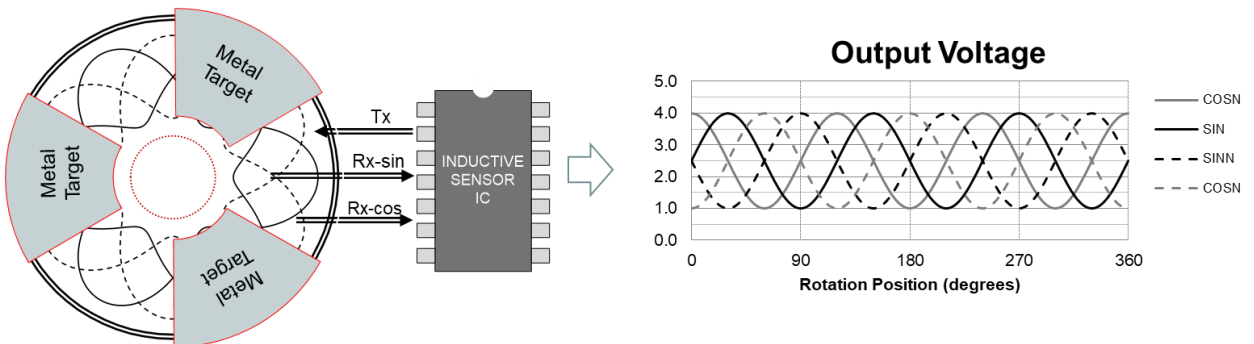 Metal
Target
Metal
Target
Metal
Target
Tx
Rx-sin
Rx-cos
INDUCTIVE
SENSOR
IC
Output Voltage
5.0
4.0
3.0
2.0
1.0
0.0
0
90
180
270
360
Rotation Position (degrees)
COSN
SIN
SINN
COSN